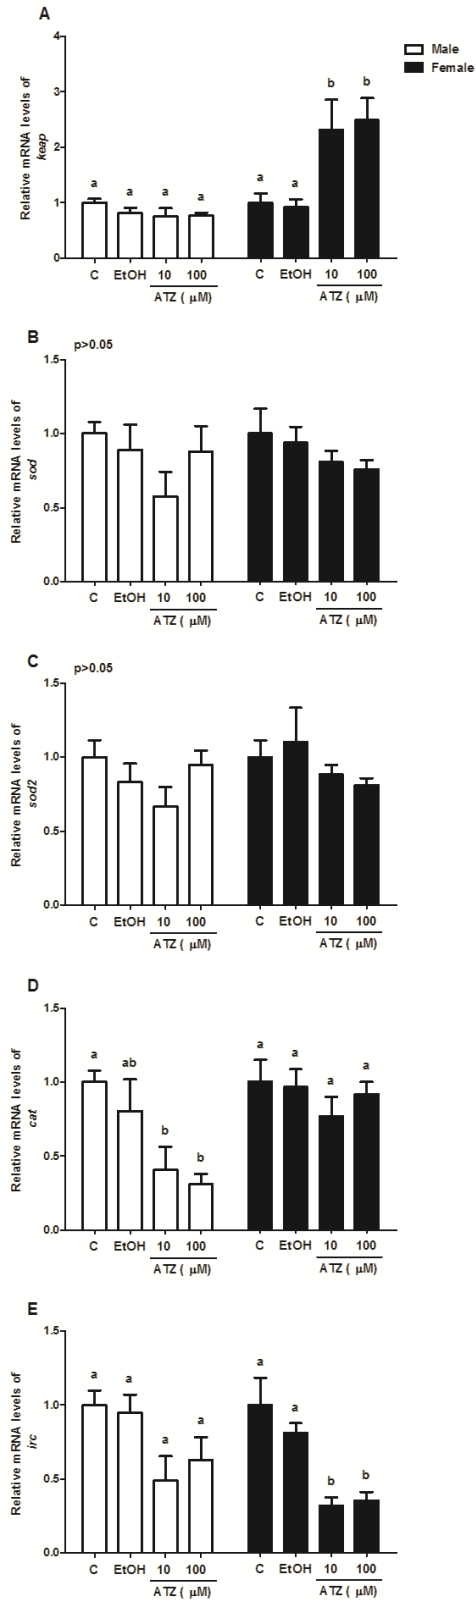 A
Relative mRNA levels of
keap
4
3
2
1
0
Male
Female
a a a a a a b b
C EtOH 10 100 C EtOH 10 100
ATZ ( μM) ATZ ( μM)
B
p>0.05
Relative mRNA levels of
sod
1.5
1.0
0.5
0.0
C EtOH 10 100 C EtOH 10 100
ATZ ( μM) ATZ ( μM)
C
p>0.05
Relative mRNA levels of
sod2
1.5
1.0
0.5
0.0
C EtOH 10 100 C EtOH 10 100
ATZ ( μM) ATZ ( μM)
D
Relative mRNA levels of
cat
1.5
1.0
0.5
0.0
a ab b b a a a a
C EtOH 10 100 C EtOH 10 100
ATZ ( μM) ATZ ( μM)
E
Relative mRNA levels of
irc
1.5
1.0
0.5
0.0
a a a a a a b b
C EtOH 10 100 C EtOH 10 100
ATZ ( μM) ATZ ( μM)